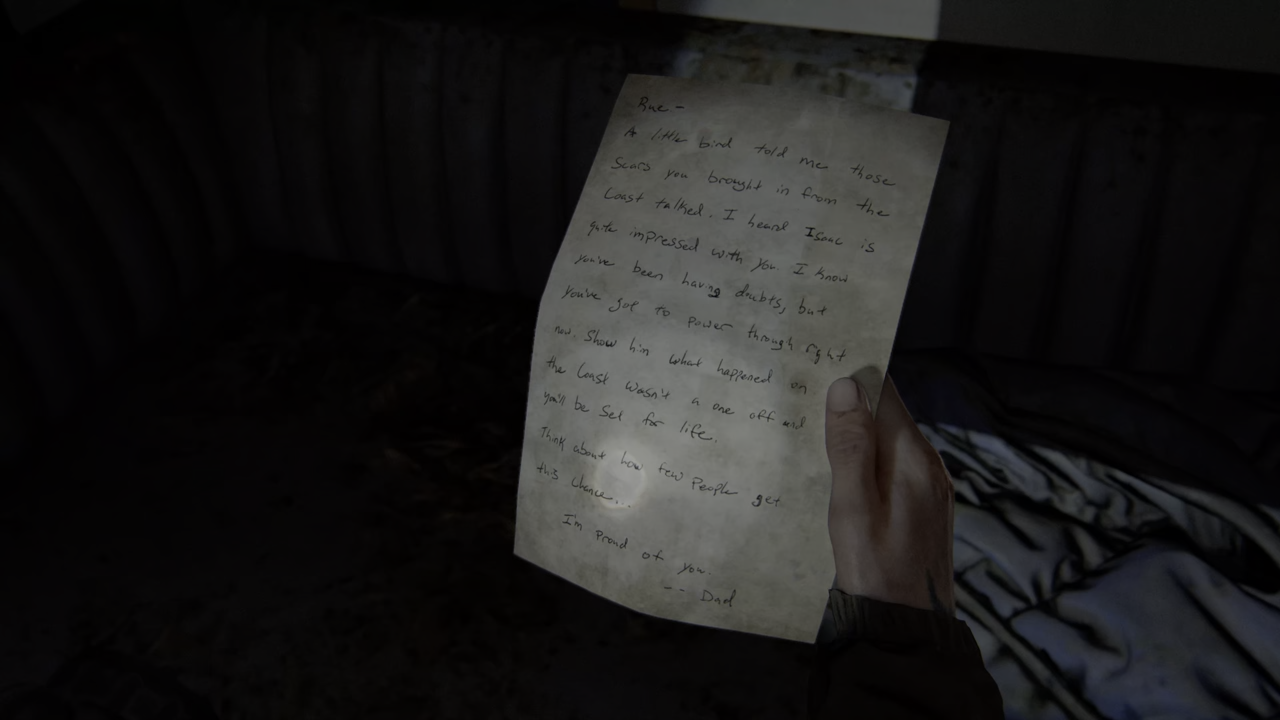 Rue -
A little bird told me those
Scars you brought in from the
Coast talked. I heard Isaac is
quite impressed with you. I know
you've been having doubts, but
you've got to power through right
now. Show him what happened on
the Coast wasn't a one off and
you'll be set for life.
Think about how few people get
this chance...
I'm proud of you.
-- Dad